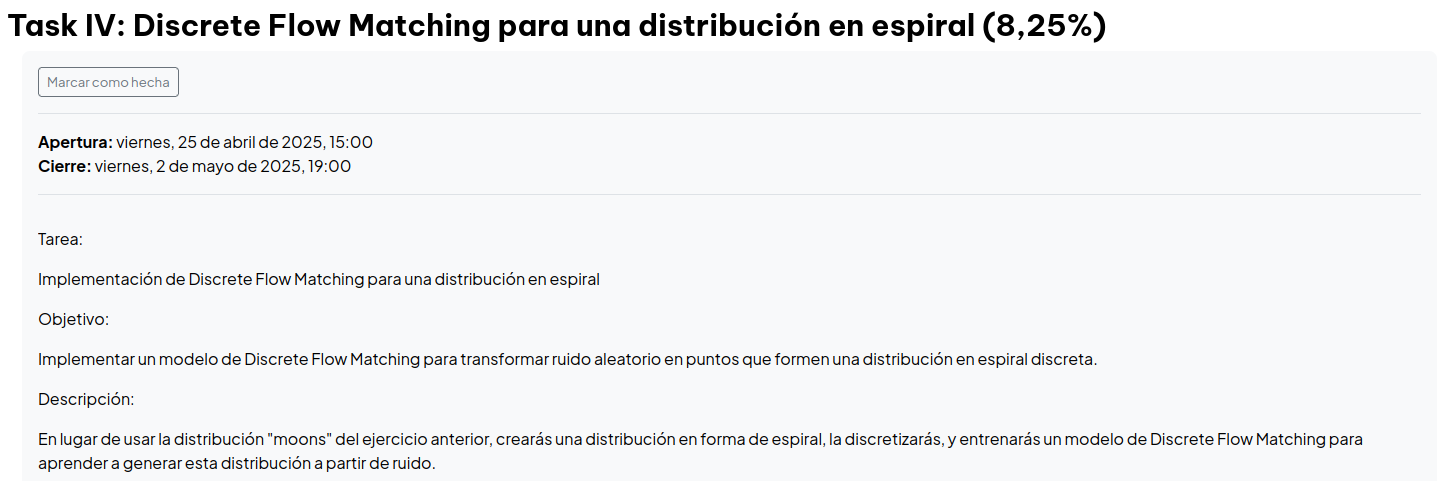 Task IV: Discrete Flow Matching para una distribución en espiral (8,25%)
Marcar como hecha
Apertura: viernes, 25 de abril de 2025, 15:00
Cierre: viernes, 2 de mayo de 2025, 19:00
Tarea:
Implementación de Discrete Flow Matching para una distribución en espiral
Objetivo:
Implementar un modelo de Discrete Flow Matching para transformar ruido aleatorio en puntos que formen una distribución en espiral discreta.
Descripción:
En lugar de usar la distribución "moons" del ejercicio anterior, crearás una distribución en forma de espiral, la discretizarás, y entrenarás un modelo de Discrete Flow Matching para
aprender a generar esta distribución a partir de ruido.